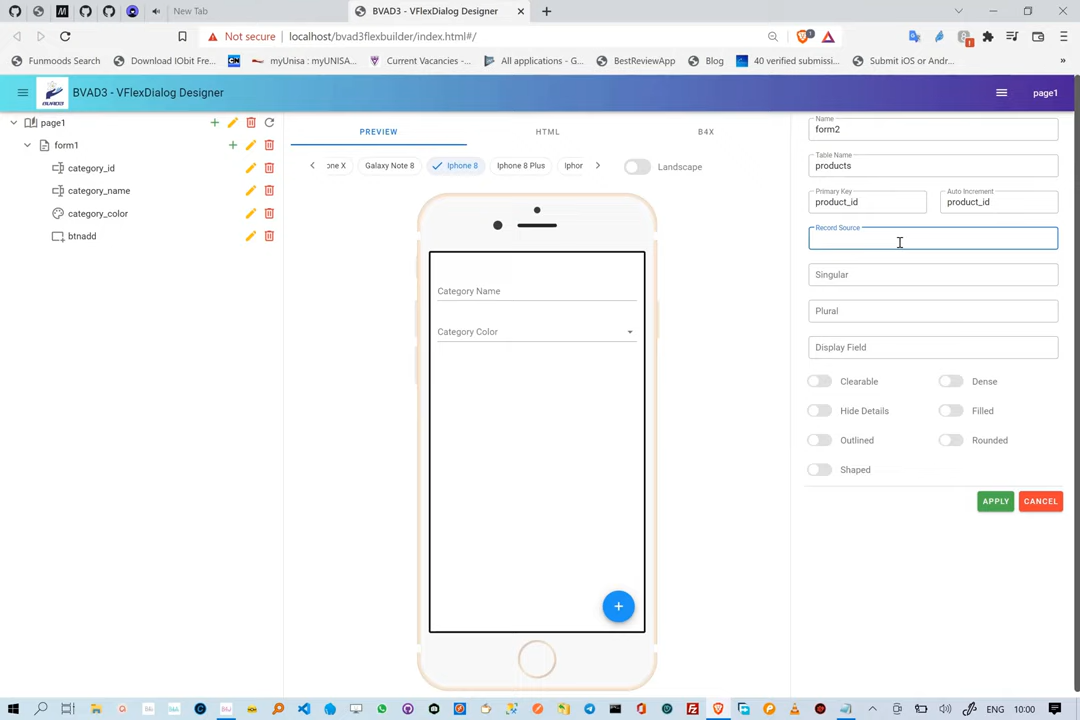 New Tab
BVAD3 - VFlexDialog Designer
Not secure
localhost/bvad3flexbuilder/index.html#/
Funmoods Search
Download IObit Fre...
myUnisa : myUNISA...
Current Vacancies -...
All applications - G...
BestReviewApp
Blog
40 verified submissi...
Submit iOS or Andr...
»
BVAD3 - VFlexDialog Designer
page1
page1
form1
category_id
category_name
category_color
btnadd
PREVIEW
HTML
B4X
one X
Galaxy Note 8
Iphone 8
Iphone 8 Plus
Iphor
Landscape
Category Name
Category Color
+
Name
form2
Table Name
products
Primary Key
product_id
Auto Increment
product_id
Record Source
Singular
Plural
Display Field
Clearable
Dense
Hide Details
Filled
Outlined
Rounded
Shaped
APPLY
CANCEL
ENG
10:00